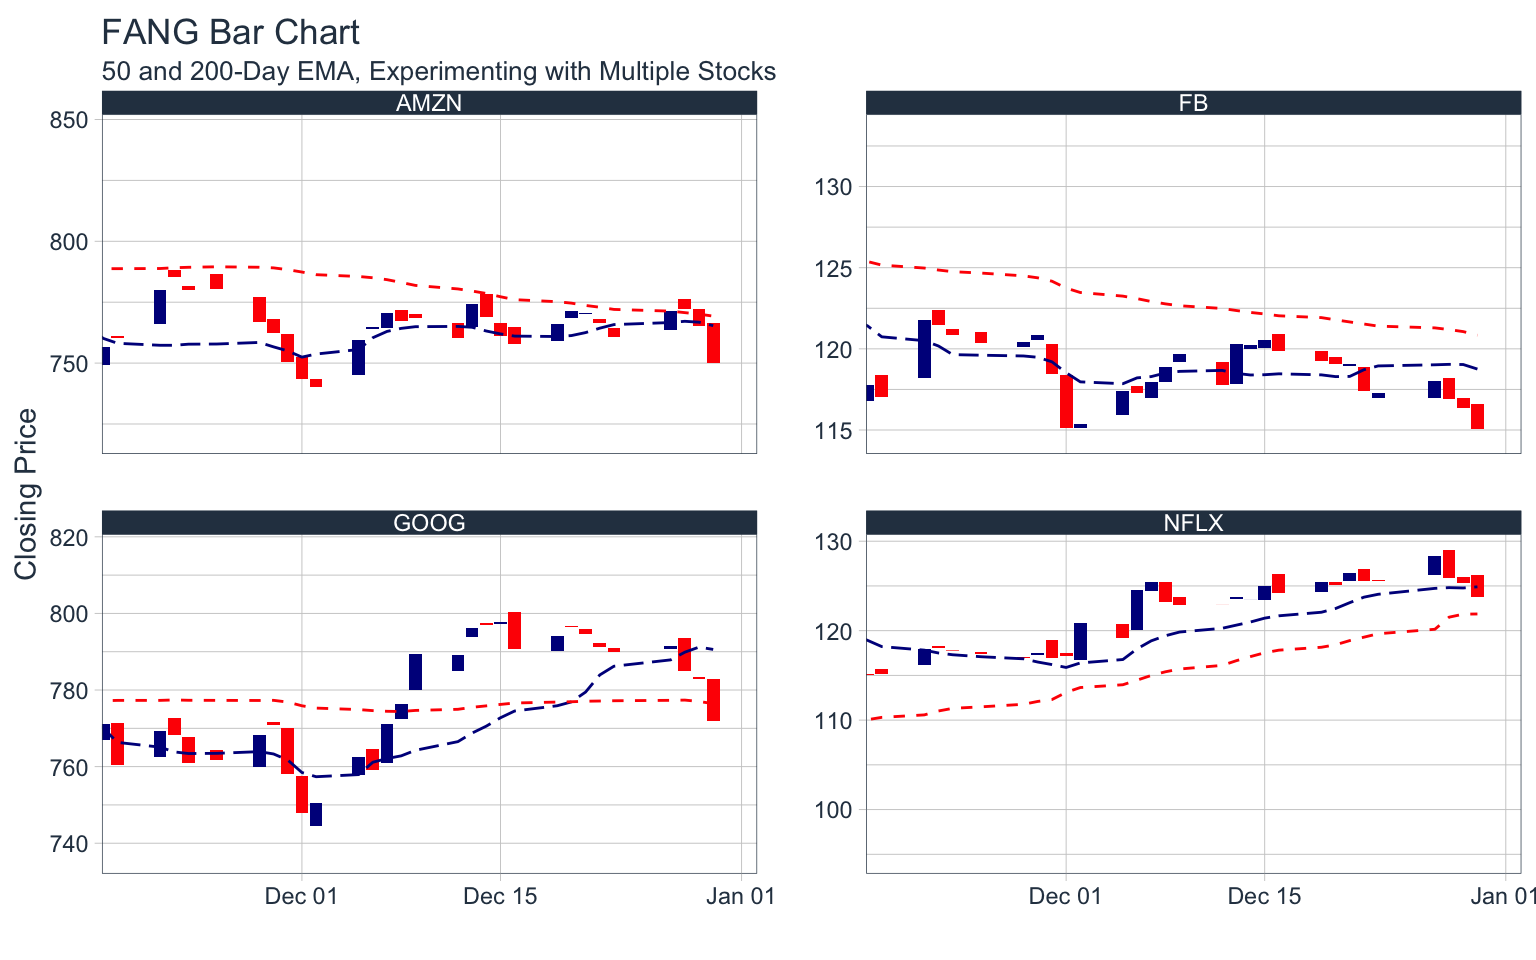 FANG Bar Chart
50 and 200-Day EMA, Experimenting with Multiple Stocks
AMZN
FB
850
800
750
130
125
120
115
Closing Price
GOOG
NFLX
820
800
780
760
740
130
120
110
100
Dec 01
Dec 15
Jan 01
Dec 01
Dec 15
Jan 01